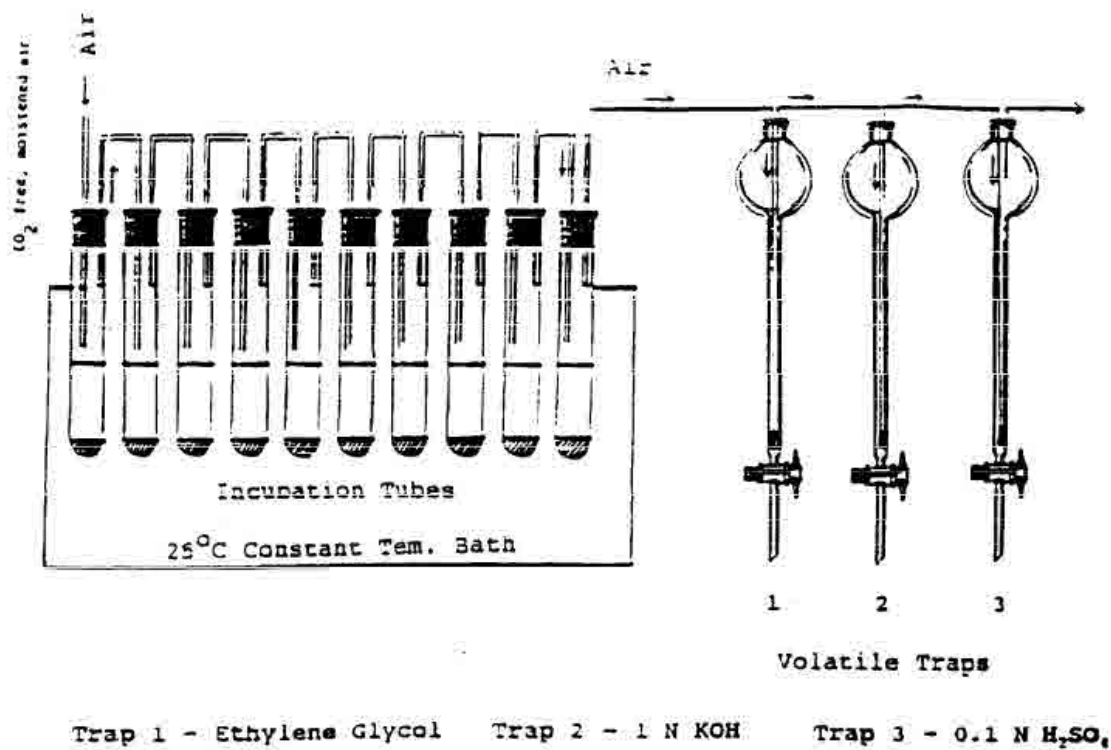 CO₂ free, moistened air
Air
Air
Incubation Tubes
25°C Constant Tem. Bath
1 2 3
Volatile Traps
Trap 1 - Ethylene Glycol Trap 2 - 1 N KOH Trap 3 - 0.1 N H₂SO₄